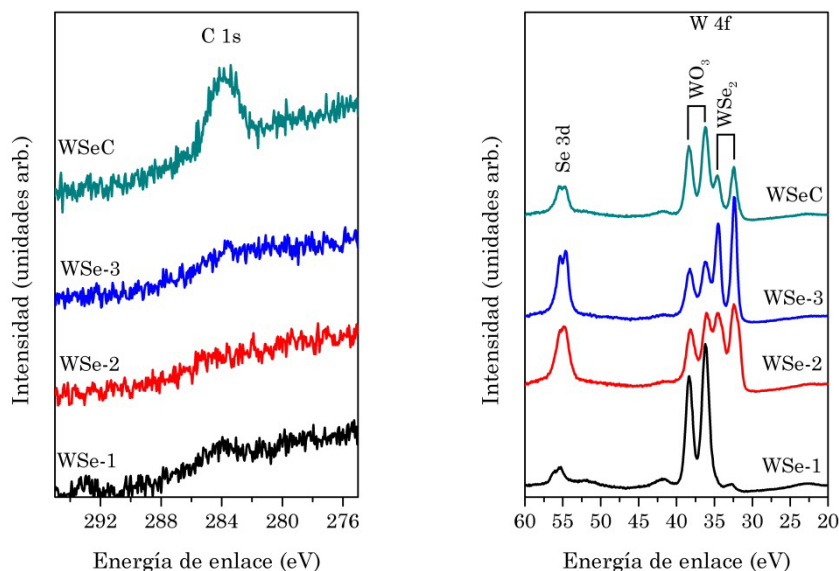 C 1s
WSeC
WSe-3
WSe-2
WSe-1
Intensidad (unidades arb.)
292 288 284 280 276
Energía de enlace (eV)
W 4f
WO₃
WSe₂
Se 3d
WSeC
WSe-3
WSe-2
WSe-1
Intensidad (unidades arb.)
60 55 50 45 40 35 30 25 20
Energía de enlace (eV)